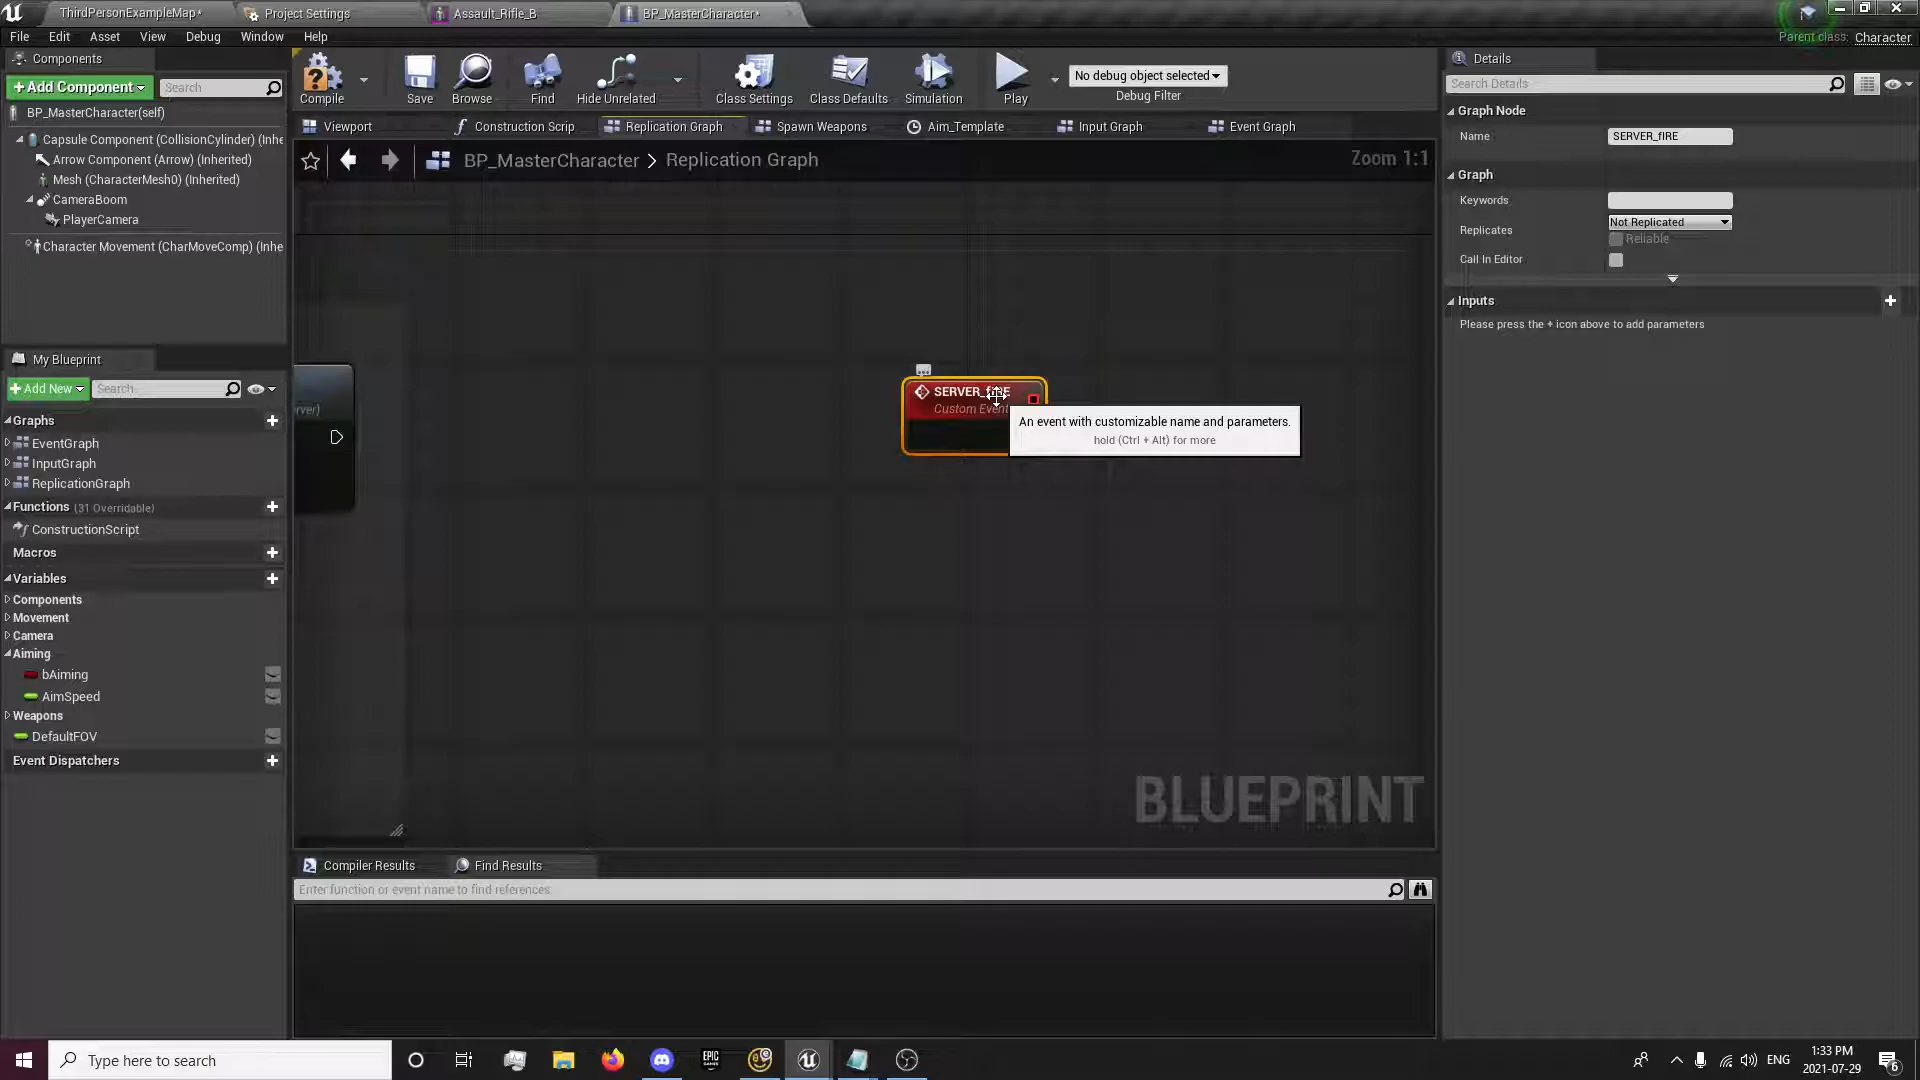 ThirdPersonExampleMap*
Project Settings
Assault_Rifle_B
BP_MasterCharacter*
File Edit Asset View Debug Window Help
Parent class: Character
Components
+Add Component
Search
BP_MasterCharacter(self)
Capsule Component (CollisionCylinder) (Inhe
Arrow Component (Arrow) (Inherited)
Mesh (CharacterMesh0) (Inherited)
CameraBoom
PlayerCamera
Character Movement (CharMoveComp) (Inhe
Compile
Save
Browse
Find
Hide Unrelated
Class Settings
Class Defaults
Simulation
Play
No debug object selected
Debug Filter
Viewport
Construction Scrip
Replication Graph
Spawn Weapons
Aim_Template
Input Graph
Event Graph
BP_MasterCharacter > Replication Graph
Zoom 1:1
rver)
SERVER_fIRE
Custom Event
An event with customizable name and parameters.
hold (Ctrl + Alt) for more
BLUEPRINT
My Blueprint
+Add New
Search
Graphs
EventGraph
InputGraph
ReplicationGraph
Functions (31 Overridable)
ConstructionScript
Macros
Variables
Components
Movement
Camera
Aiming
bAiming
AimSpeed
Weapons
DefaultFOV
Event Dispatchers
Compiler Results
Find Results
Enter function or event name to find references.
Details
Search Details
Graph Node
Name
SERVER_fIRE
Graph
Keywords
Replicates
Not Replicated
Reliable
Call In Editor
Inputs
Please press the + icon above to add parameters
Type here to search
EPIC
GAMES
ENG
1:33 PM
2021-07-29
6